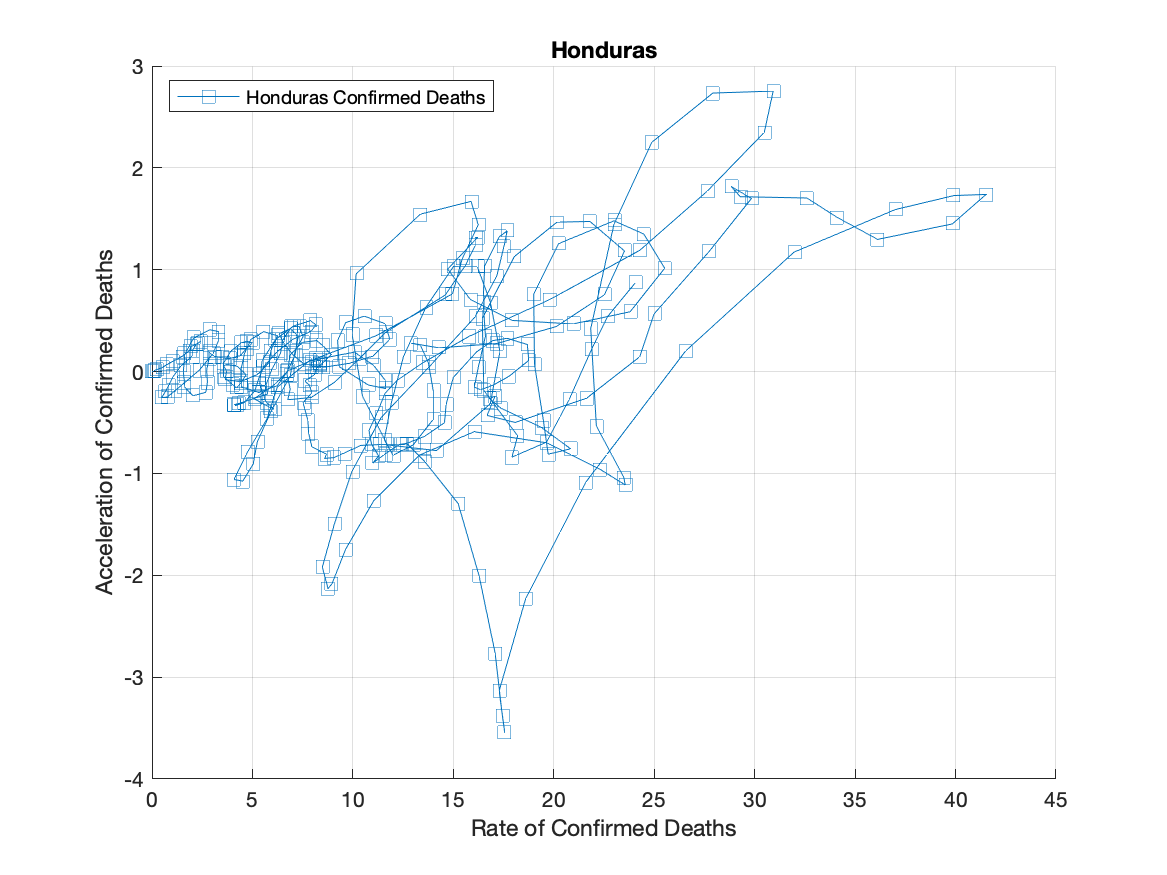 Honduras
Honduras Confirmed Deaths
3
2
1
0
-1
-2
-3
-4
0 5 10 15 20 25 30 35 40 45
Rate of Confirmed Deaths
Acceleration of Confirmed Deaths